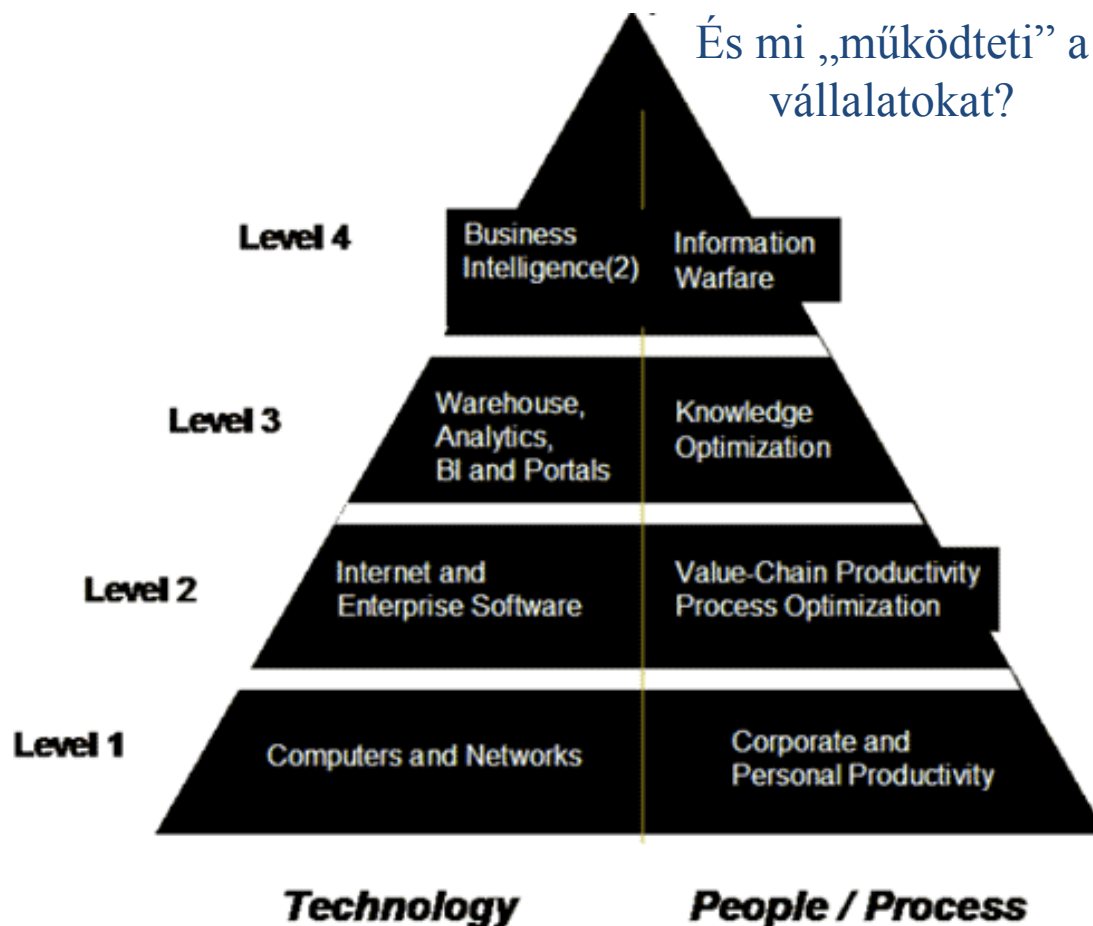 És mi „működteti” a
vállalatokat?
Level 4
Business
Intelligence(2)
Information
Warfare
Level 3
Warehouse,
Analytics,
BI and Portals
Knowledge
Optimization
Level 2
Internet and
Enterprise Software
Value-Chain Productivity
Process Optimization
Level 1
Computers and Networks
Corporate and
Personal Productivity
Technology
People / Process